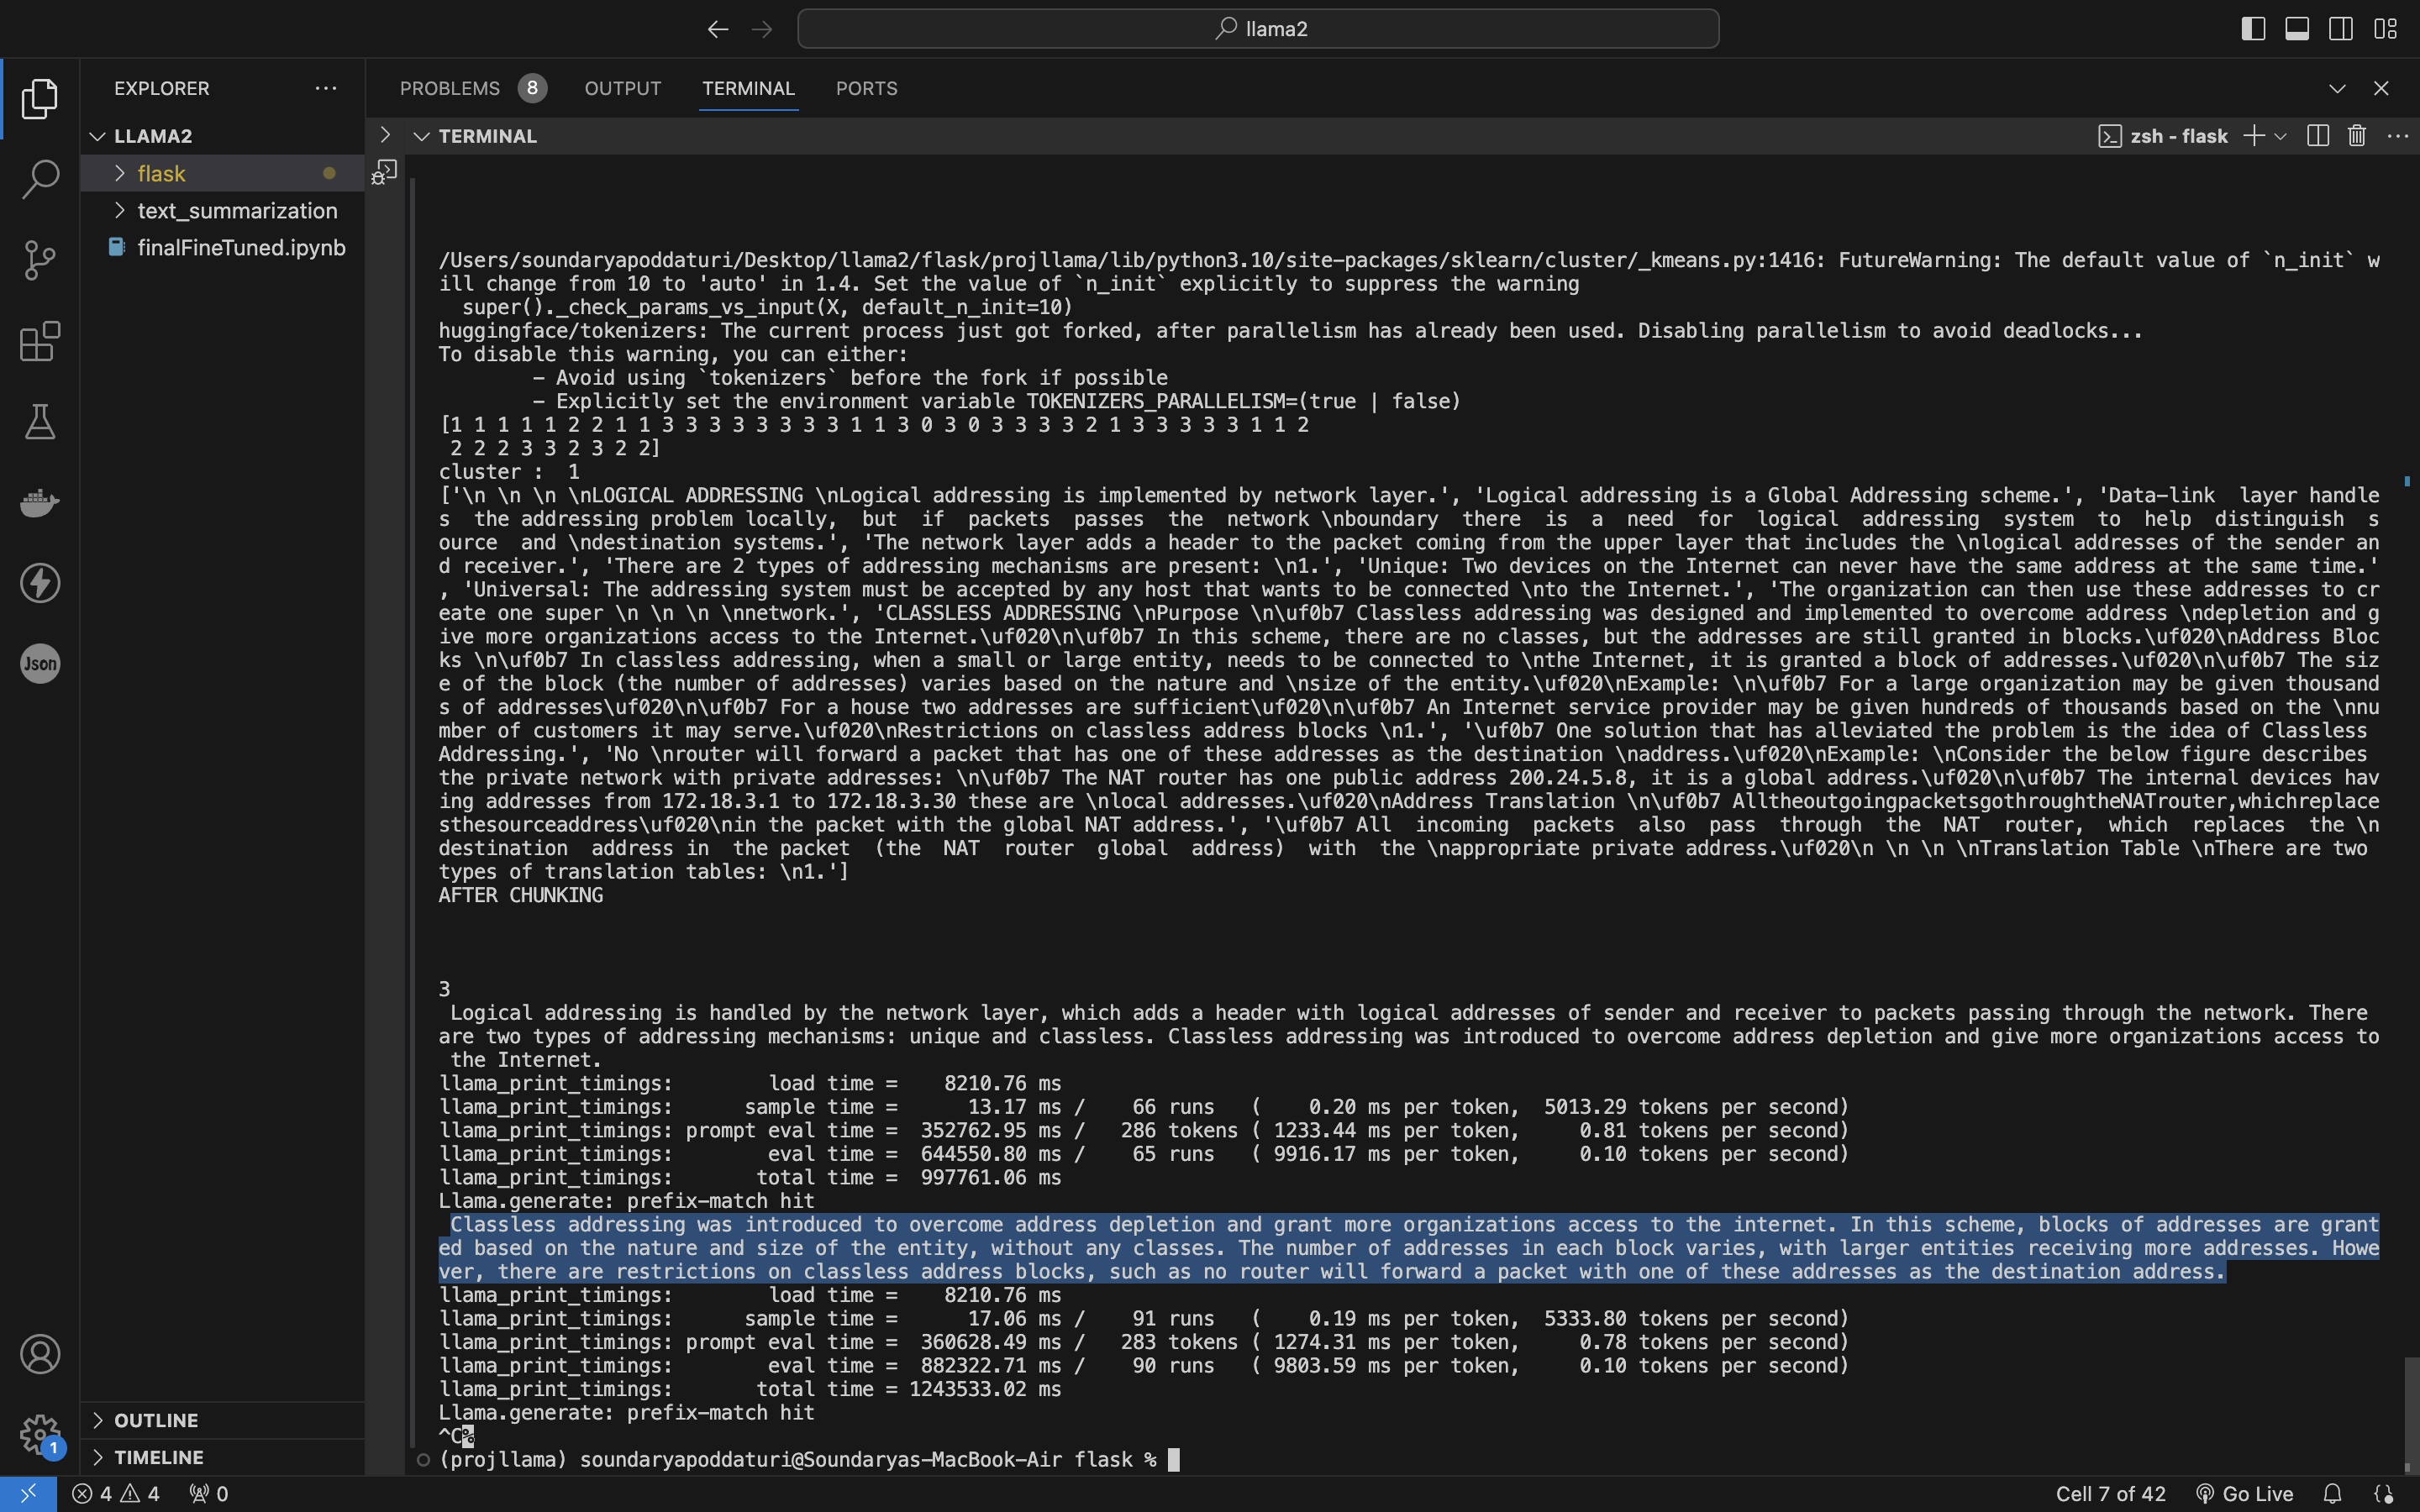 llama2
EXPLORER
LLAMA2
flask
text_summarization
finalFineTuned.ipynb
OUTLINE
TIMELINE
Json
1
PROBLEMS 8 OUTPUT TERMINAL PORTS
TERMINAL
zsh - flask
/Users/soundaryapoddaturi/Desktop/llama2/flask/projllama/lib/python3.10/site-packages/sklearn/cluster/_kmeans.py:1416: FutureWarning: The default value of `n_init` w
ill change from 10 to 'auto' in 1.4. Set the value of `n_init` explicitly to suppress the warning
super()._check_params_vs_input(X, default_n_init=10)
huggingface/tokenizers: The current process just got forked, after parallelism has already been used. Disabling parallelism to avoid deadlocks...
To disable this warning, you can either:
- Avoid using `tokenizers` before the fork if possible
- Explicitly set the environment variable TOKENIZERS_PARALLELISM=(true | false)
[1 1 1 1 1 2 2 1 1 3 3 3 3 3 3 3 3 1 1 3 0 3 0 3 3 3 3 2 1 3 3 3 3 3 1 1 2
2 2 2 3 3 2 3 2 2]
cluster :  1
['\n \n \n \nLOGICAL ADDRESSING \nLogical addressing is implemented by network layer.', 'Logical addressing is a Global Addressing scheme.', 'Data-link  layer handle
s  the addressing problem locally,  but  if  packets  passes  the  network \nboundary  there  is  a  need  for  logical  addressing  system  to  help  distinguish  s
ource  and \ndestination systems.', 'The network layer adds a header to the packet coming from the upper layer that includes the \nlogical addresses of the sender an
d receiver.', 'There are 2 types of addressing mechanisms are present: \n1.', 'Unique: Two devices on the Internet can never have the same address at the same time.'
, 'Universal: The addressing system must be accepted by any host that wants to be connected \nto the Internet.', 'The organization can then use these addresses to cr
eate one super \n \n \n \nnetwork.', 'CLASSLESS ADDRESSING \nPurpose \n\uf0b7 Classless addressing was designed and implemented to overcome address \ndepletion and g
ive more organizations access to the Internet.\uf020\n\uf0b7 In this scheme, there are no classes, but the addresses are still granted in blocks.\uf020\nAddress Bloc
ks \n\uf0b7 In classless addressing, when a small or large entity, needs to be connected to \nthe Internet, it is granted a block of addresses.\uf020\n\uf0b7 The siz
e of the block (the number of addresses) varies based on the nature and \nsize of the entity.\uf020\nExample: \n\uf0b7 For a large organization may be given thousand
s of addresses\uf020\n\uf0b7 For a house two addresses are sufficient\uf020\n\uf0b7 An Internet service provider may be given hundreds of thousands based on the \nnu
mber of customers it may serve.\uf020\nRestrictions on classless address blocks \n1.', '\uf0b7 One solution that has alleviated the problem is the idea of Classless
Addressing.', 'No \nrouter will forward a packet that has one of these addresses as the destination \naddress.\uf020\nExample: \nConsider the below figure describes
the private network with private addresses: \n\uf0b7 The NAT router has one public address 200.24.5.8, it is a global address.\uf020\n\uf0b7 The internal devices hav
ing addresses from 172.18.3.1 to 172.18.3.30 these are \nlocal addresses.\uf020\nAddress Translation \n\uf0b7 AlltheoutgoingpacketsgothroughtheNATrouter,whichreplace
sthesourceaddress\uf020\nin the packet with the global NAT address.', '\uf0b7 All  incoming  packets  also  pass  through  the  NAT  router,  which  replaces  the \n
destination  address in  the packet  (the  NAT  router  global  address)  with  the \nappropriate private address.\uf020\n \n \n \nTranslation Table \nThere are two
types of translation tables: \n1.']
AFTER CHUNKING
3
Logical addressing is handled by the network layer, which adds a header with logical addresses of sender and receiver to packets passing through the network. There
are two types of addressing mechanisms: unique and classless. Classless addressing was introduced to overcome address depletion and give more organizations access to
the Internet.
llama_print_timings:        load time =    8210.76 ms
llama_print_timings:      sample time =      13.17 ms /    66 runs   (    0.20 ms per token,  5013.29 tokens per second)
llama_print_timings: prompt eval time =  352762.95 ms /   286 tokens ( 1233.44 ms per token,     0.81 tokens per second)
llama_print_timings:        eval time =  644550.80 ms /    65 runs   ( 9916.17 ms per token,     0.10 tokens per second)
llama_print_timings:       total time =  997761.06 ms
Llama.generate: prefix-match hit
Classless addressing was introduced to overcome address depletion and grant more organizations access to the internet. In this scheme, blocks of addresses are grant
ed based on the nature and size of the entity, without any classes. The number of addresses in each block varies, with larger entities receiving more addresses. Howe
ver, there are restrictions on classless address blocks, such as no router will forward a packet with one of these addresses as the destination address.
llama_print_timings:        load time =    8210.76 ms
llama_print_timings:      sample time =      17.06 ms /    91 runs   (    0.19 ms per token,  5333.80 tokens per second)
llama_print_timings: prompt eval time =  360628.49 ms /   283 tokens ( 1274.31 ms per token,     0.78 tokens per second)
llama_print_timings:        eval time =  882322.71 ms /    90 runs   ( 9803.59 ms per token,     0.10 tokens per second)
llama_print_timings:       total time = 1243533.02 ms
Llama.generate: prefix-match hit
^C%
(projllama) soundaryapoddaturi@Soundaryas-MacBook-Air flask %
4 4 0
Cell 7 of 42 Go Live